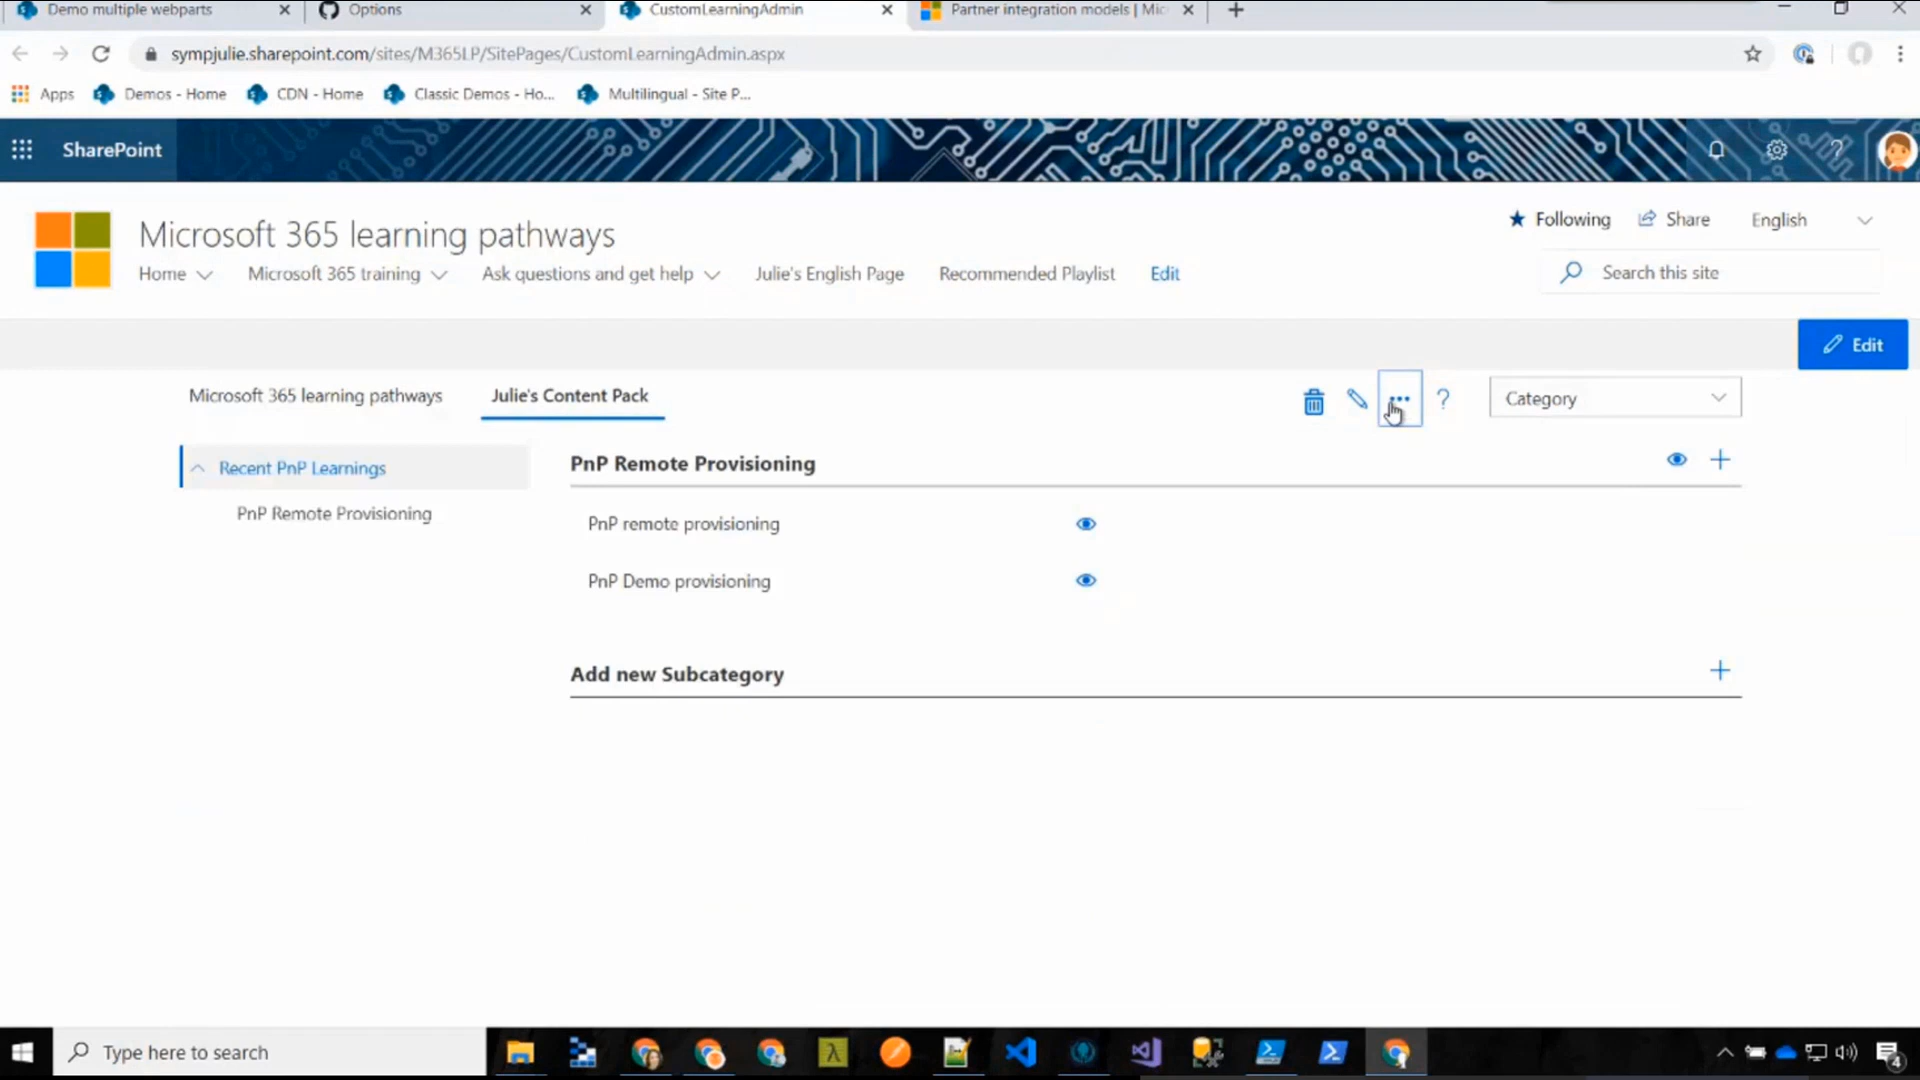 Demo multiple webparts
Options
CustomLearningAdmin
Partner integration models | Mic
sympjulie.sharepoint.com/sites/M365LP/SitePages/CustomLearningAdmin.aspx
Apps
Demos - Home
CDN - Home
Classic Demos - Ho...
Multilingual - Site P...
SharePoint
?
Microsoft 365 learning pathways
Following
Share
English
Home
Microsoft 365 training
Ask questions and get help
Julie's English Page
Recommended Playlist
Edit
Search this site
Edit
Microsoft 365 learning pathways
Julie's Content Pack
?
Category
Recent PnP Learnings
PnP Remote Provisioning
PnP Remote Provisioning
PnP remote provisioning
PnP Demo provisioning
Add new Subcategory
Type here to search
4